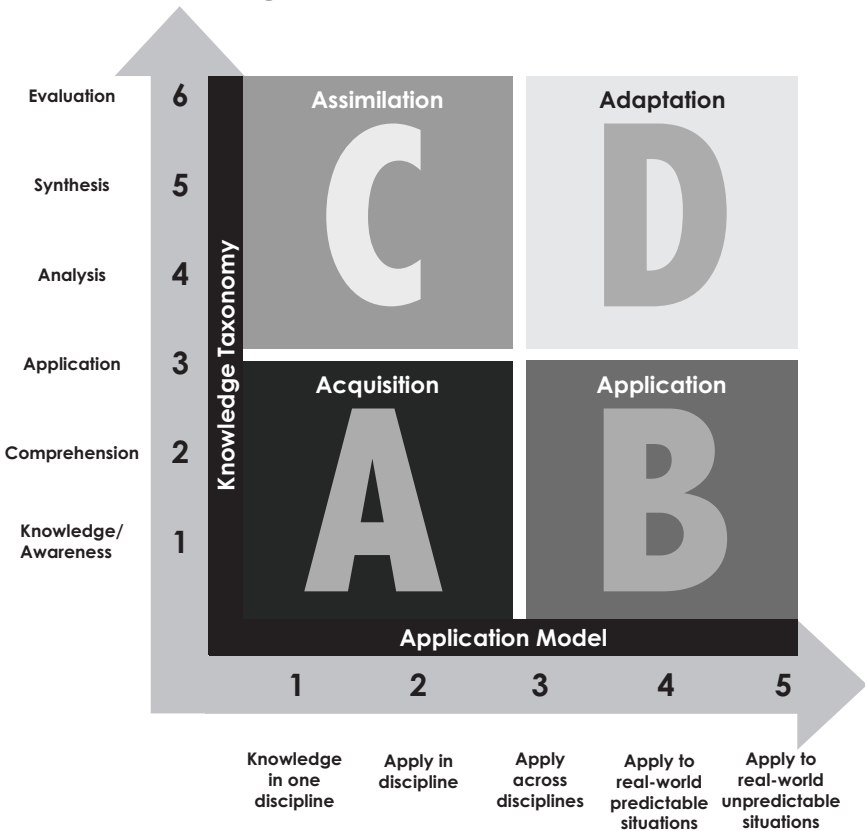 Evaluation 6
Assimilation
Adaptation
C
D
Synthesis 5
Analysis 4
Knowledge Taxonomy
Application 3
Acquisition
Application
A
B
Comprehension 2
Knowledge/
Awareness
1
Application Model
1 2 3 4 5
Knowledge
in one
discipline
Apply in
discipline
Apply
across
disciplines
Apply to
real-world
predictable
situations
Apply to
real-world
unpredictable
situations